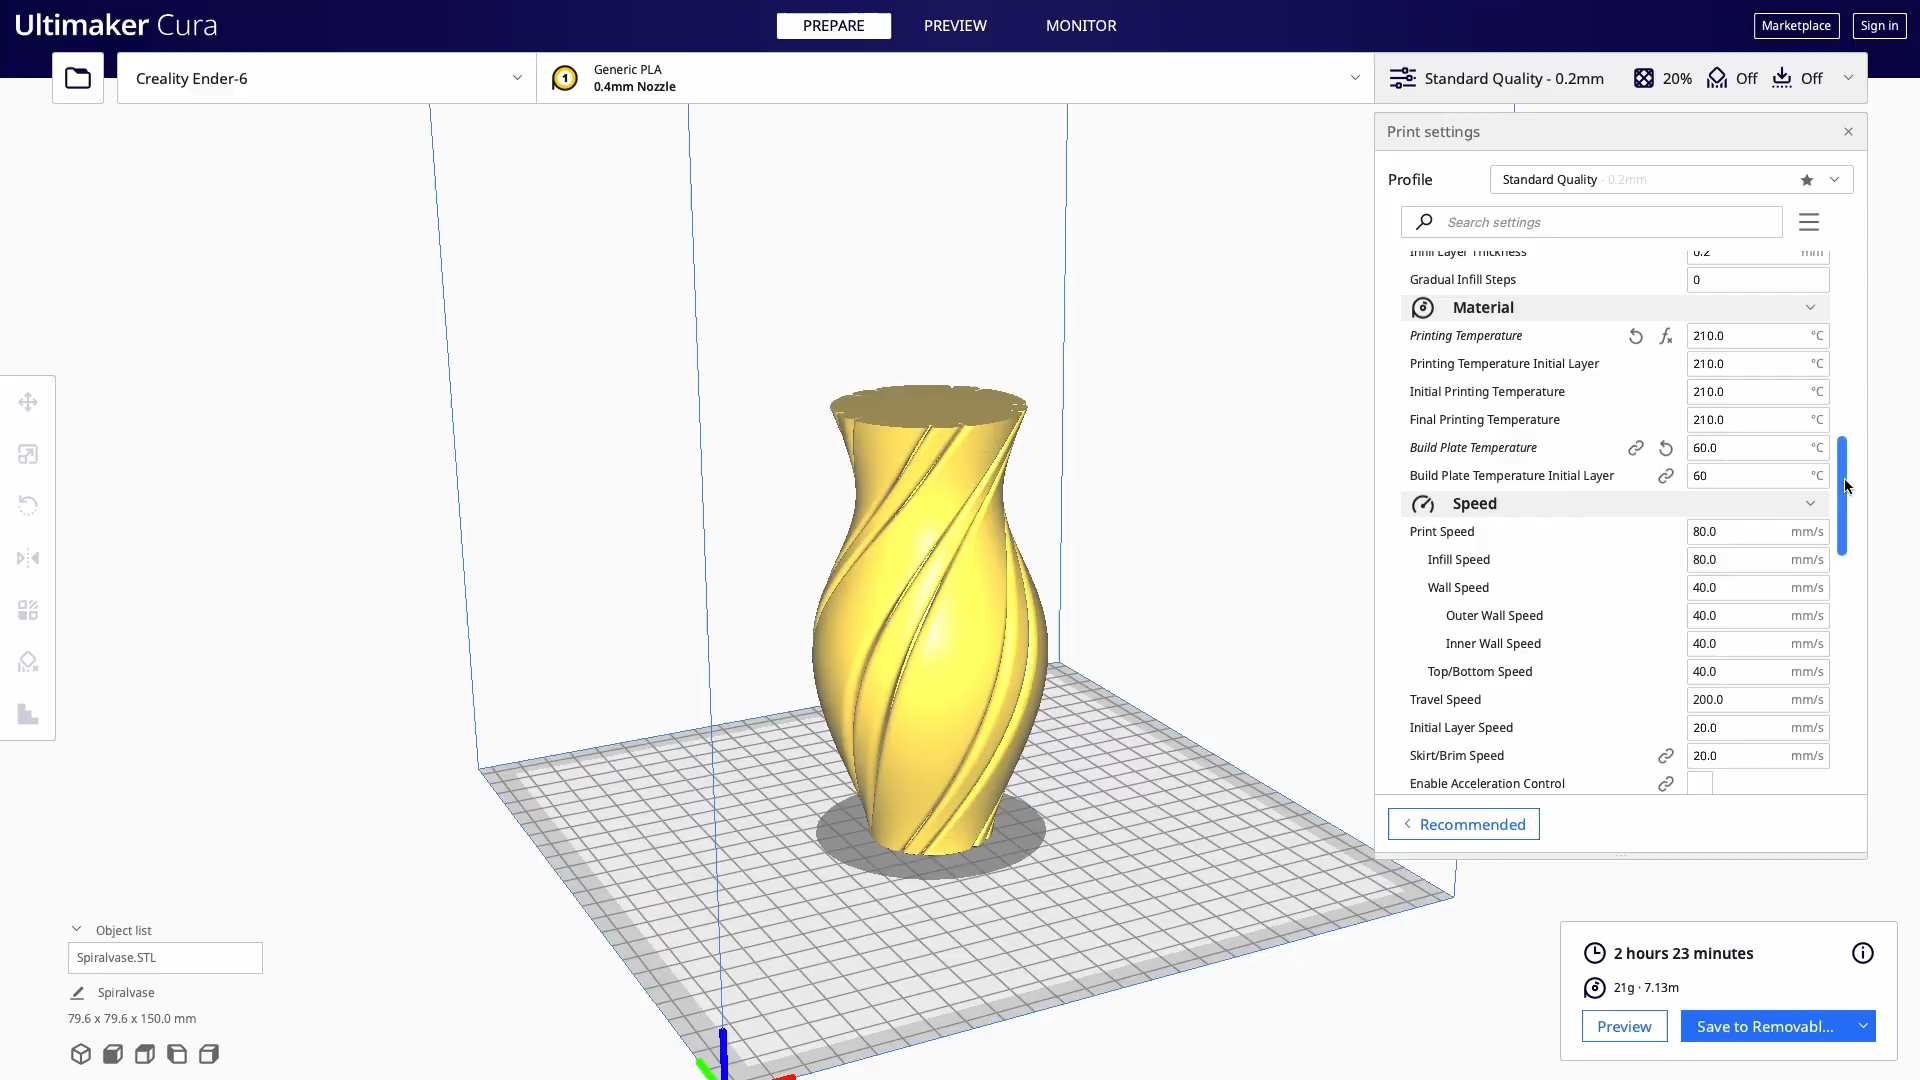 Ultimaker Cura
PREPARE
PREVIEW
MONITOR
Marketplace
Sign in
Creality Ender-6
1
Generic PLA
0.4mm Nozzle
Standard Quality - 0.2mm
20%
Off
Off
Print settings
Profile
Standard Quality - 0.2mm
Search settings
Infill Layer Thickness 0.2 mm
Gradual Infill Steps 0
Material
Printing Temperature 210.0 °C
Printing Temperature Initial Layer 210.0 °C
Initial Printing Temperature 210.0 °C
Final Printing Temperature 210.0 °C
Build Plate Temperature 60.0 °C
Build Plate Temperature Initial Layer 60 °C
Speed
Print Speed 80.0 mm/s
Infill Speed 80.0 mm/s
Wall Speed 40.0 mm/s
Outer Wall Speed 40.0 mm/s
Inner Wall Speed 40.0 mm/s
Top/Bottom Speed 40.0 mm/s
Travel Speed 200.0 mm/s
Initial Layer Speed 20.0 mm/s
Skirt/Brim Speed 20.0 mm/s
Enable Acceleration Control
Recommended
Object list
Spiralvase.STL
Spiralvase
79.6 x 79.6 x 150.0 mm
2 hours 23 minutes
21g · 7.13m
Preview
Save to Removabl...